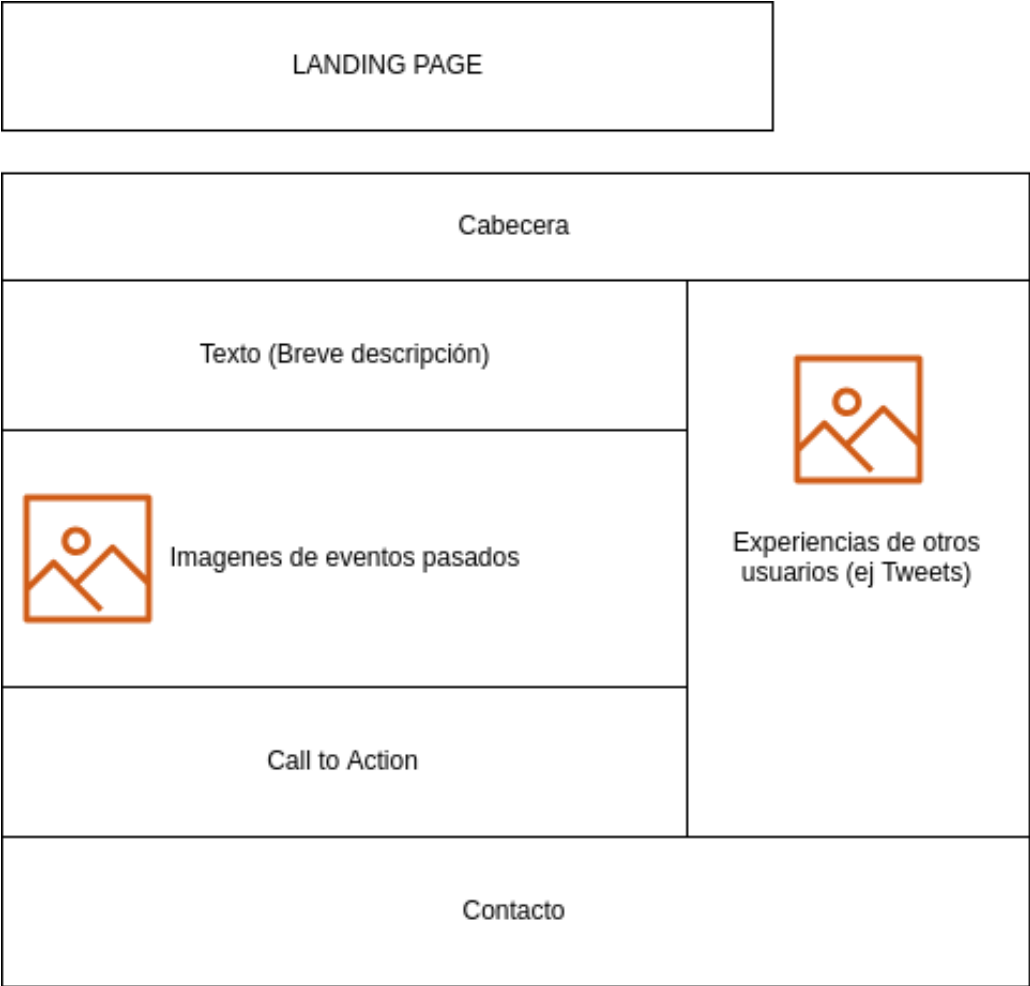 LANDING PAGE
Cabecera
Texto (Breve descripción)
Imagenes de eventos pasados
Call to Action
Experiencias de otros
usuarios (ej Tweets)
Contacto